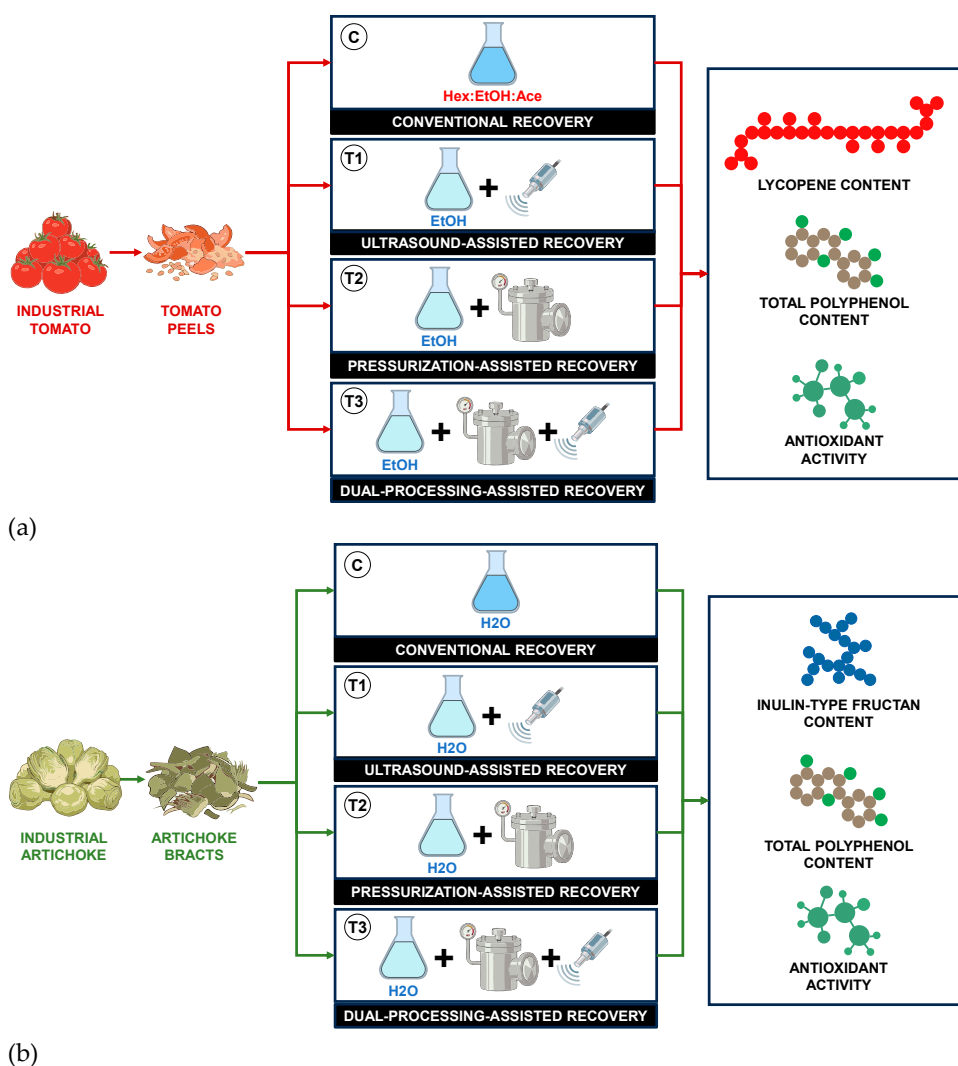 C
Hex:EtOH:Ace
CONVENTIONAL RECOVERY
T1
EtOH
ULTRASOUND-ASSISTED RECOVERY
T2
EtOH
PRESSURIZATION-ASSISTED RECOVERY
T3
EtOH
DUAL-PROCESSING-ASSISTED RECOVERY
INDUSTRIAL
TOMATO
TOMATO
PEELS
LYCOPENE CONTENT
TOTAL POLYPHENOL
CONTENT
ANTIOXIDANT
ACTIVITY
(a)
C
H2O
CONVENTIONAL RECOVERY
T1
H2O
ULTRASOUND-ASSISTED RECOVERY
T2
H2O
PRESSURIZATION-ASSISTED RECOVERY
T3
H2O
DUAL-PROCESSING-ASSISTED RECOVERY
INDUSTRIAL
ARTICHOKE
ARTICHOKE
BRACTS
INULIN-TYPE FRUCTAN
CONTENT
TOTAL POLYPHENOL
CONTENT
ANTIOXIDANT
ACTIVITY
(b)